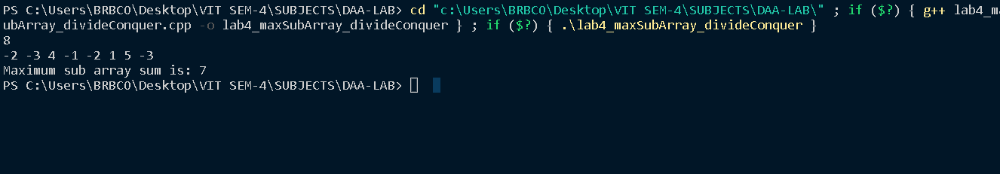 PS C:\Users\BRBCO\Desktop\VIT SEM-4\SUBJECTS\DAA-LAB> cd "c:\Users\BRBCO\Desktop\VIT SEM-4\SUBJECTS\DAA-LAB\" ; if ($?) { g++ lab4_maxS
ubArray_divideConquer.cpp -o lab4_maxSubArray_divideConquer } ; if ($?) { .\lab4_maxSubArray_divideConquer }
8
-2 -3 4 -1 -2 1 5 -3
Maximum sub array sum is: 7
PS C:\Users\BRBCO\Desktop\VIT SEM-4\SUBJECTS\DAA-LAB>